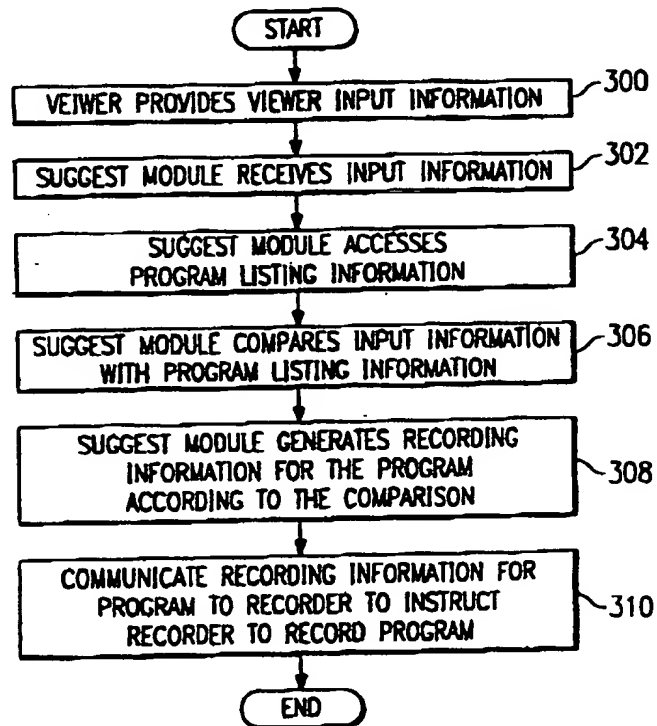 START
VEIWER PROVIDES VIEWER INPUT INFORMATION
300
SUGGEST MODULE RECEIVES INPUT INFORMATION
302
SUGGEST MODULE ACCESSES
PROGRAM LISTING INFORMATION
304
SUGGEST MODULE COMPARES INPUT INFORMATION
WITH PROGRAM LISTING INFORMATION
306
SUGGEST MODULE GENERATES RECORDING
INFORMATION FOR THE PROGRAM
ACCORDING TO THE COMPARISON
308
COMMUNICATE RECORDING INFORMATION FOR
PROGRAM TO RECORDER TO INSTRUCT
RECORDER TO RECORD PROGRAM
310
END